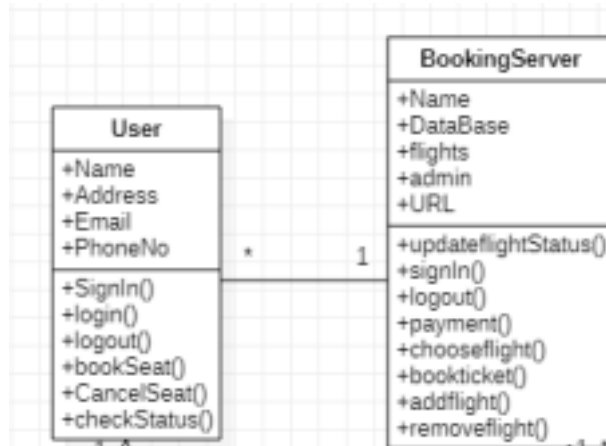 User
+Name
+Address
+Email
+PhoneNo
+SignIn()
+login()
+logout()
+bookSeat()
+CancelSeat()
+checkStatus()
*
1
BookingServer
+Name
+DataBase
+flights
+admin
+URL
+updateflightStatus()
+signIn()
+logout()
+payment()
+chooseflight()
+bookticket()
+addflight()
+removeflight()